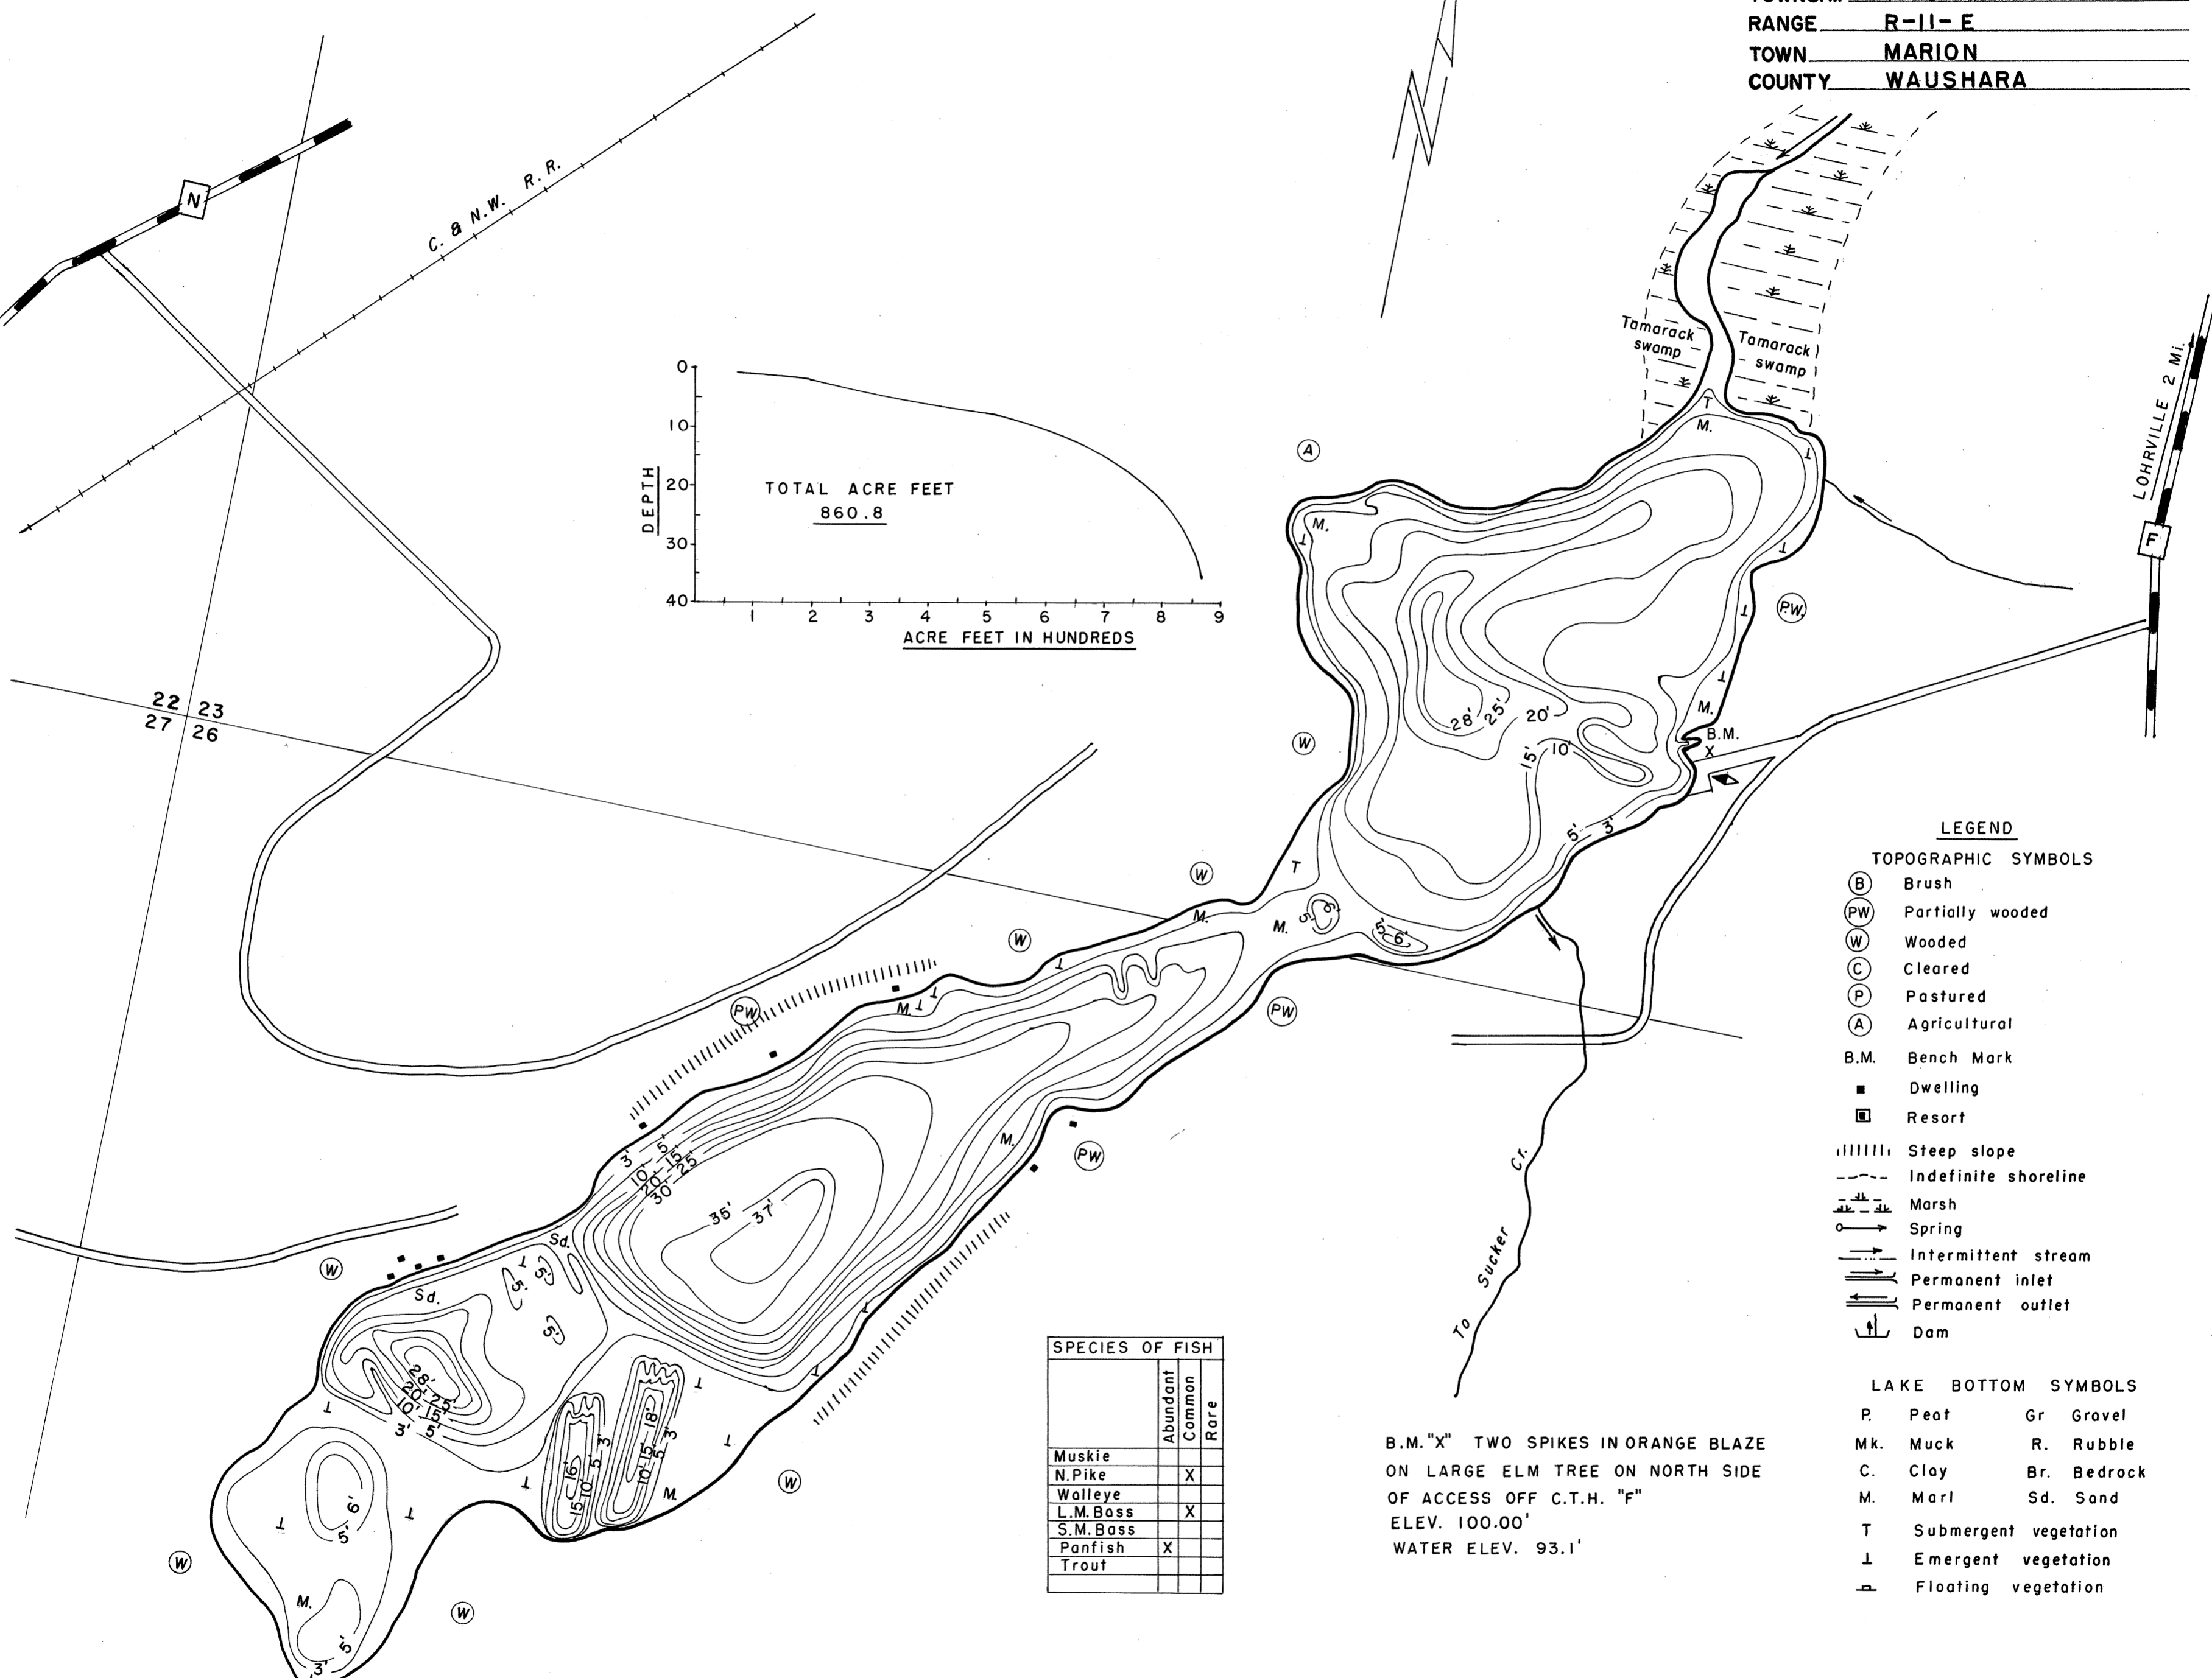 RANGE R-11-E
TOWN MARION
COUNTY WAUSHARA
N
N
C. & N.W. R.R.
Tamarack
swamp
Tamarack
swamp
LOHRVILLE 2 Mi.
F
0
10
20
30
40
DEPTH
TOTAL ACRE FEET
860.8
1 2 3 4 5 6 7 8 9
ACRE FEET IN HUNDREDS
A
T
M.
M.
PW.
22 23
27 26
28' 25' 20'
15' 10'
M.
B.M.
X
W
5' 3'
T
W
M.
M.
5' 6'
5' 6'
W
PW
M.
PW
3' 5'
10' 15'
20' 25'
30'
35' 37'
M.
PW
Sd.
W
Sd.
5' 5'
5'
28'
20' 25'
10' 15'
3' 5'
16'
15' 10' 5' 3'
18'
10' 15' 5' 3'
M.
W
6'
5'
W
M.
5'
3'
W
To Sucker Cr.
SPECIES OF FISH
Abundant
Common
Rare
Muskie
N.Pike X
Walleye
L.M.Bass X
S.M.Bass
Panfish X
Trout
B.M."X" TWO SPIKES IN ORANGE BLAZE
ON LARGE ELM TREE ON NORTH SIDE
OF ACCESS OFF C.T.H. "F"
ELEV. 100.00'
WATER ELEV. 93.1'
LEGEND
TOPOGRAPHIC SYMBOLS
B Brush
PW Partially wooded
W Wooded
C Cleared
P Pastured
A Agricultural
B.M. Bench Mark
Dwelling
Resort
Steep slope
Indefinite shoreline
Marsh
Spring
Intermittent stream
Permanent inlet
Permanent outlet
Dam
LAKE BOTTOM SYMBOLS
P. Peat Gr Gravel
Mk. Muck R. Rubble
C. Clay Br. Bedrock
M. Marl Sd. Sand
T Submergent vegetation
Emergent vegetation
Floating vegetation